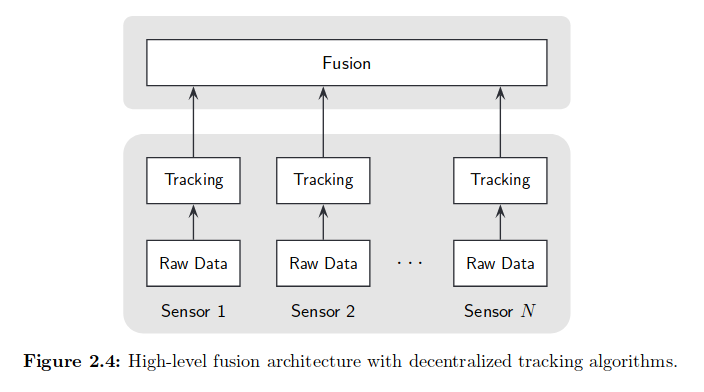 Fusion
Tracking Tracking Tracking
Raw Data Raw Data . . . Raw Data
Sensor 1 Sensor 2 Sensor N
Figure 2.4: High-level fusion architecture with decentralized tracking algorithms.